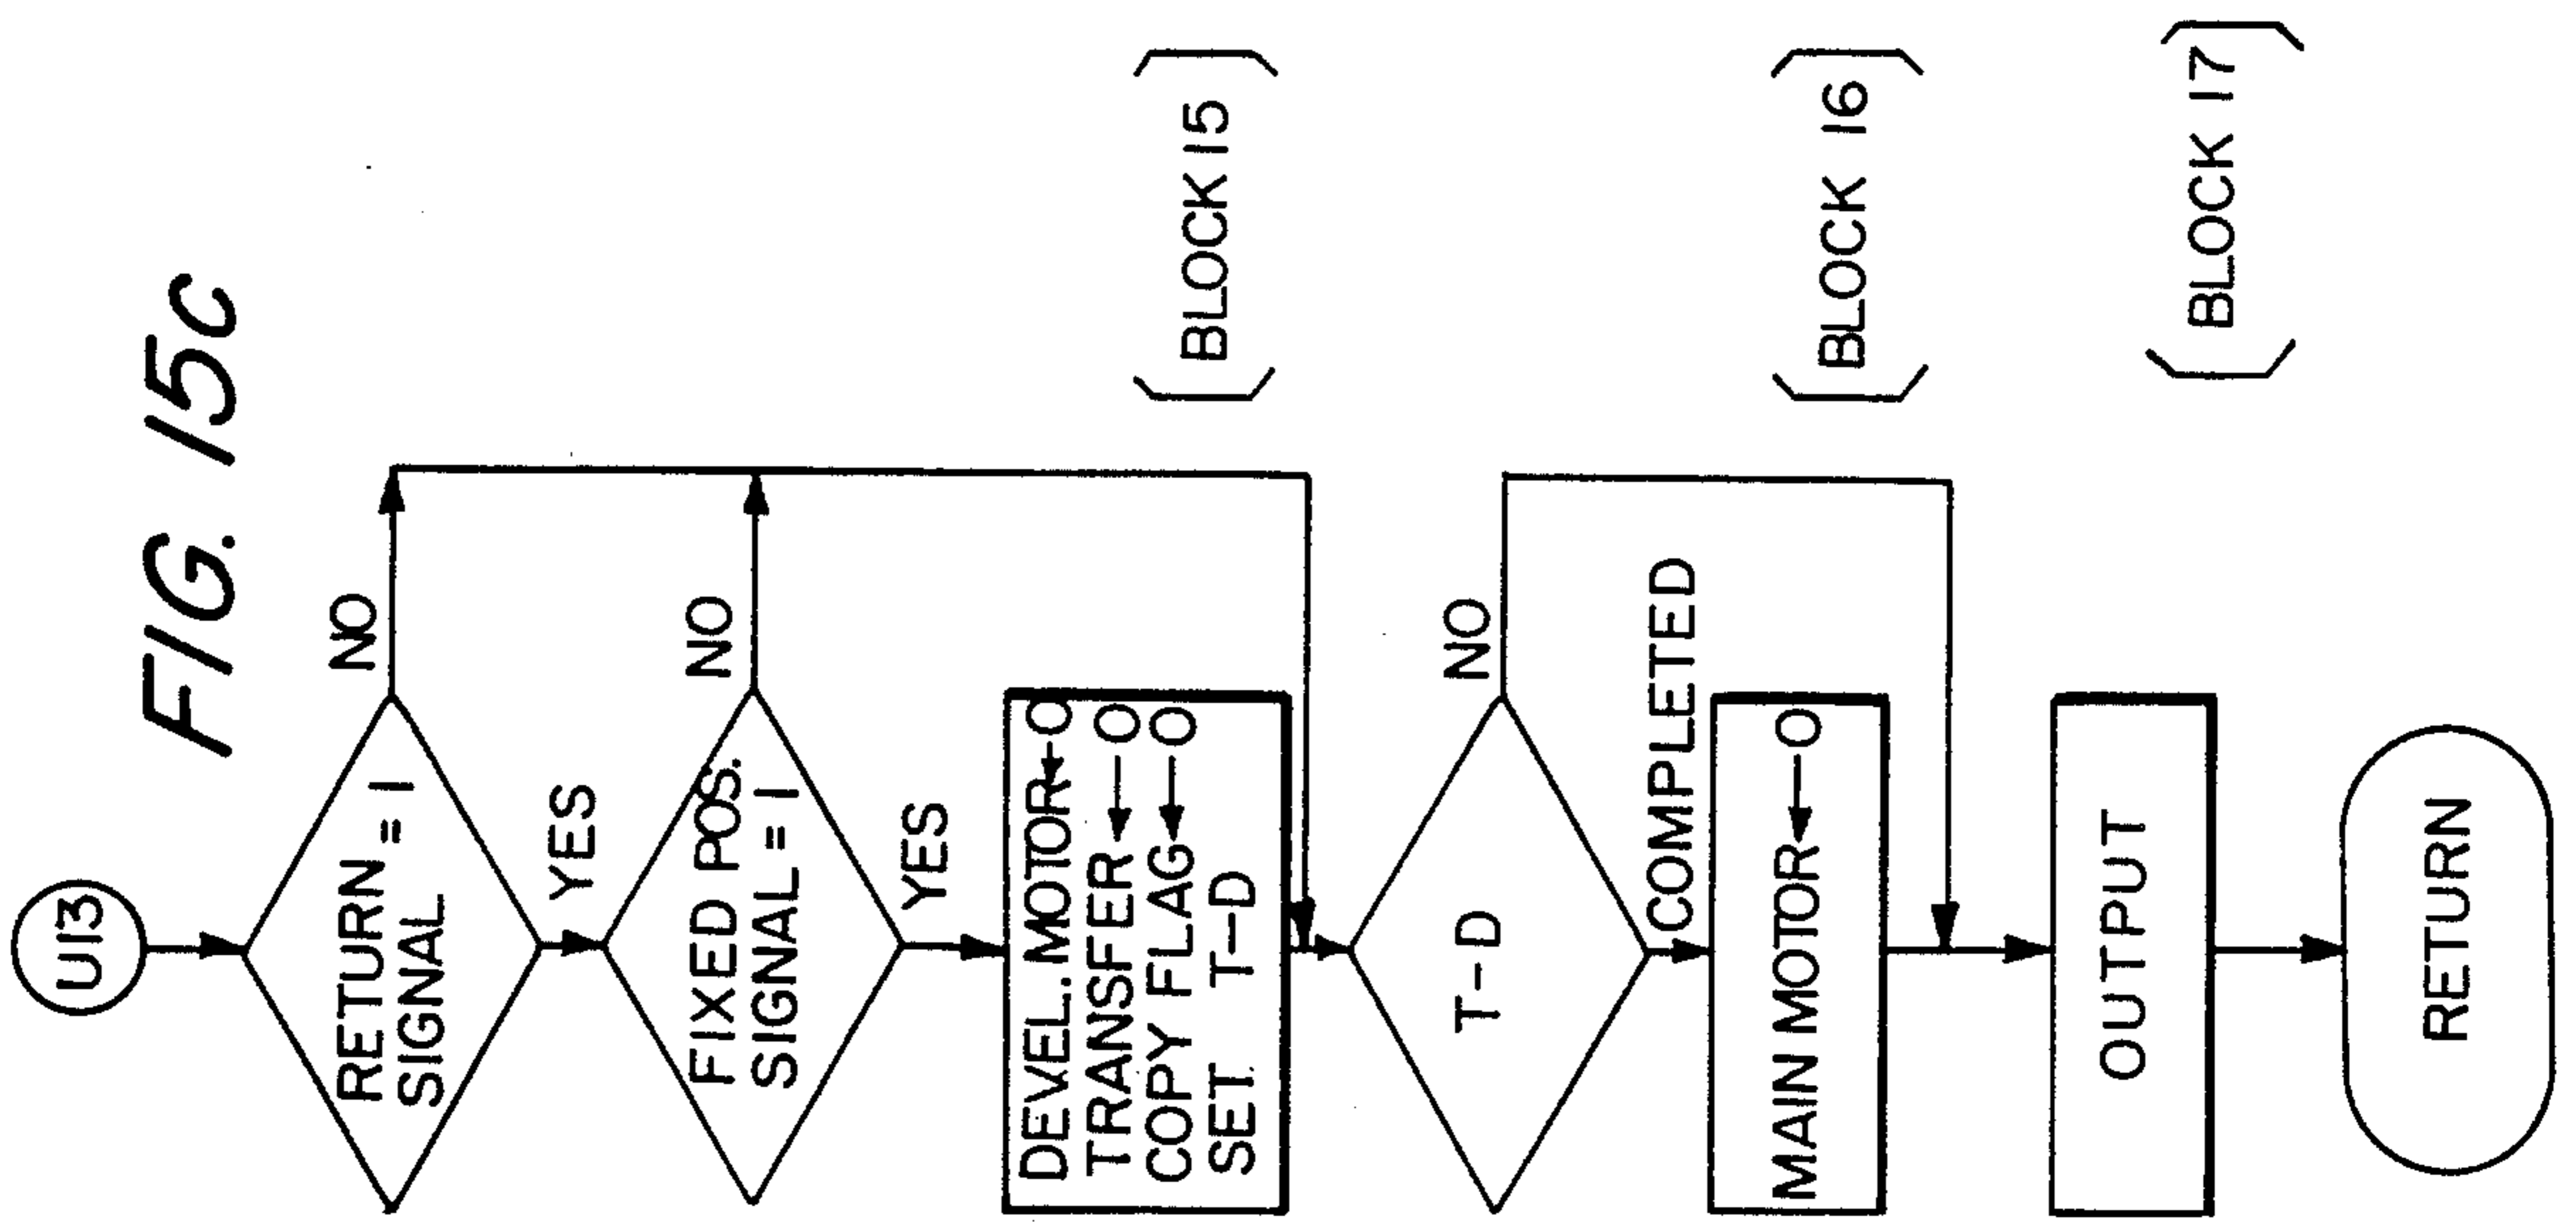 FIG. 15c
U13
RETURN = 1
SIGNAL
NO
YES
FIXED POS.
SIGNAL = 1
NO
YES
DEVEL. MOTOR←0
TRANSFER←0
COPY FLAG←0
SET T-D
(BLOCK 15)
T-D
NO
COMPLETED
MAIN MOTOR←0
(BLOCK 16)
OUTPUT
(BLOCK 17)
RETURN